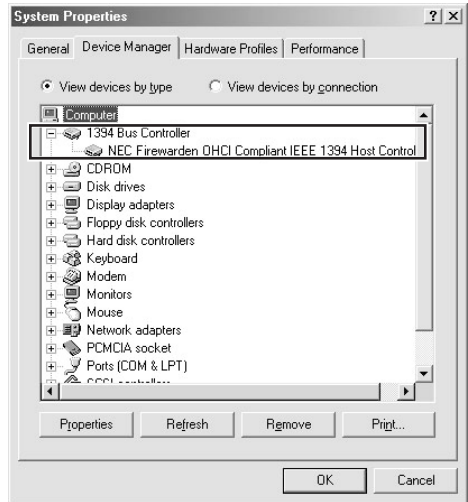 System Properties
General Device Manager Hardware Profiles Performance
View devices by type View devices by connection
Computer
1394 Bus Controller
NEC Firewarden OHCI Compliant IEEE 1394 Host Control
CDROM
Disk drives
Display adapters
Floppy disk controllers
Hard disk controllers
Keyboard
Modem
Monitors
Mouse
Network adapters
PCMCIA socket
Ports (COM & LPT)
Properties Refresh Remove Print...
OK Cancel